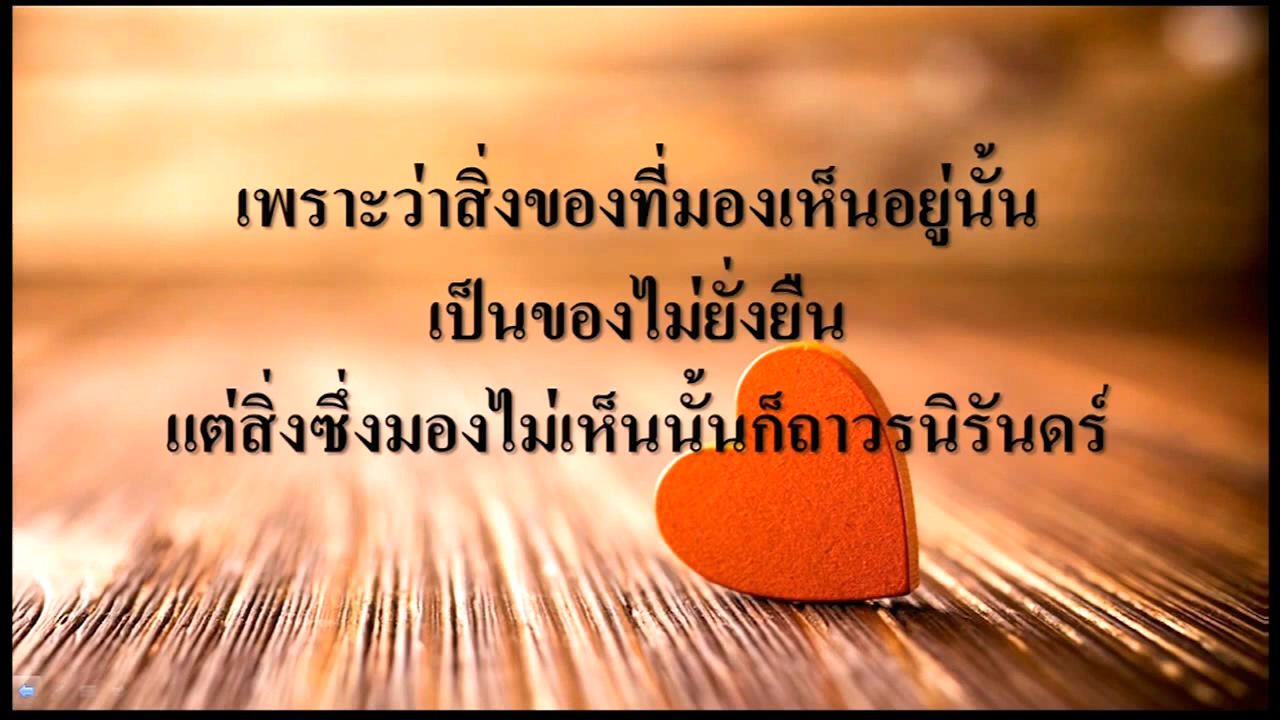 เพราะว่าสิ่งของที่มองเห็นอยู่นั้น
เป็นของไม่ยั่งยืน
แต่สิ่งซึ่งมองไม่เห็นนั้นก็ถาวรนิรันดร์